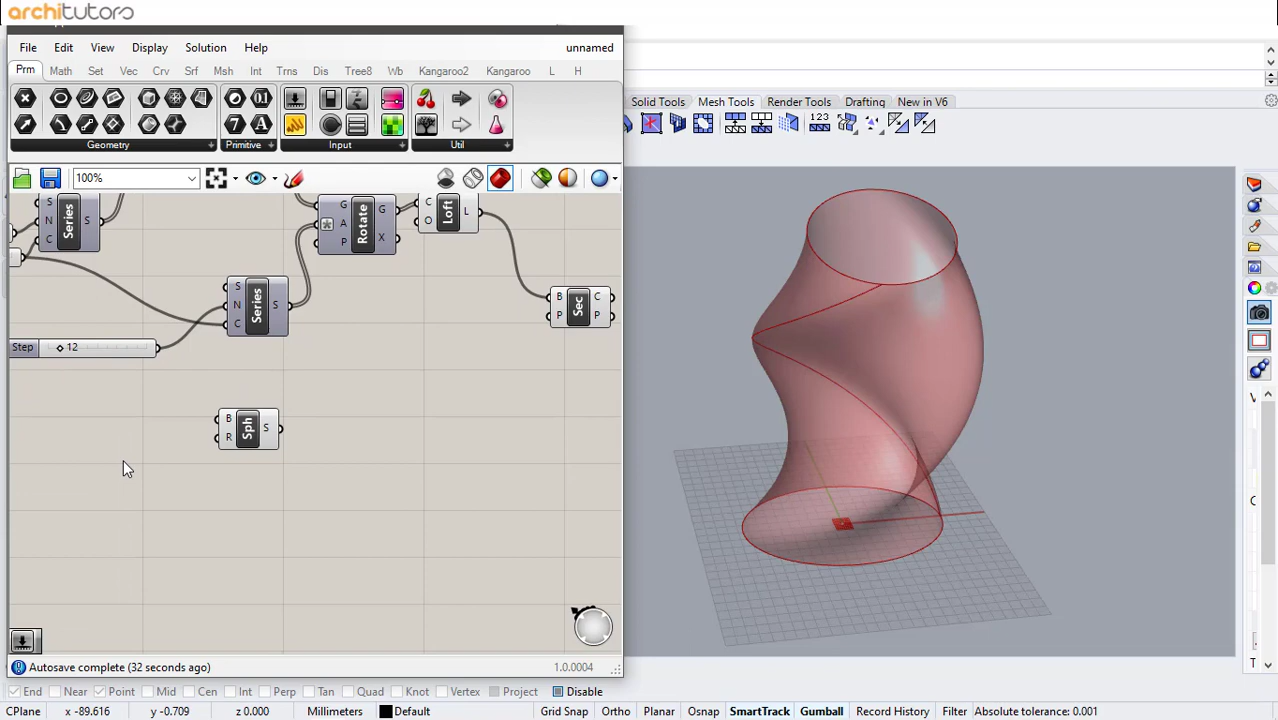 architutors
File Edit View Display Solution Help unnamed
Prm Math Set Vec Crv Srf Msh Int Trns Dis Tree8 Wb Kangaroo2 Kangaroo L H
Solid Tools Mesh Tools Render Tools Drafting New in V6
123
Geometry Primitive Input Util
100%
S N C Series S
G A P Rotate G X
C O Loft L
S N C Series S
B P Sec C P
Step 12
B R Sph S
Autosave complete (32 seconds ago) 1.0.0004
End Near Point Mid Cen Int Perp Tan Quad Knot Vertex Project Disable
CPlane x -89.616 y -0.709 z 0.000 Millimeters Default Grid Snap Ortho Planar Osnap SmartTrack Gumball Record History Filter Absolute tolerance: 0.001